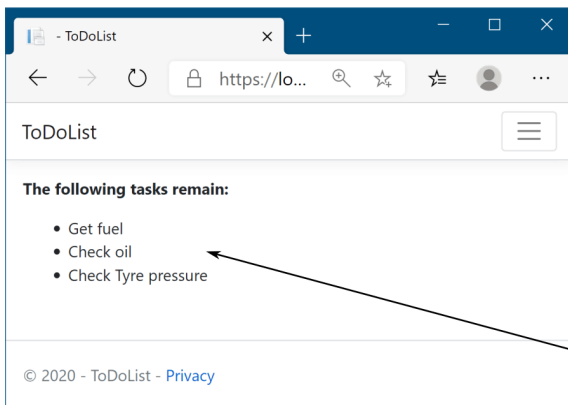 - ToDoList
https://lo...
ToDoList
The following tasks remain:
Get fuel
Check oil
Check Tyre pressure
© 2020 - ToDoList - Privacy